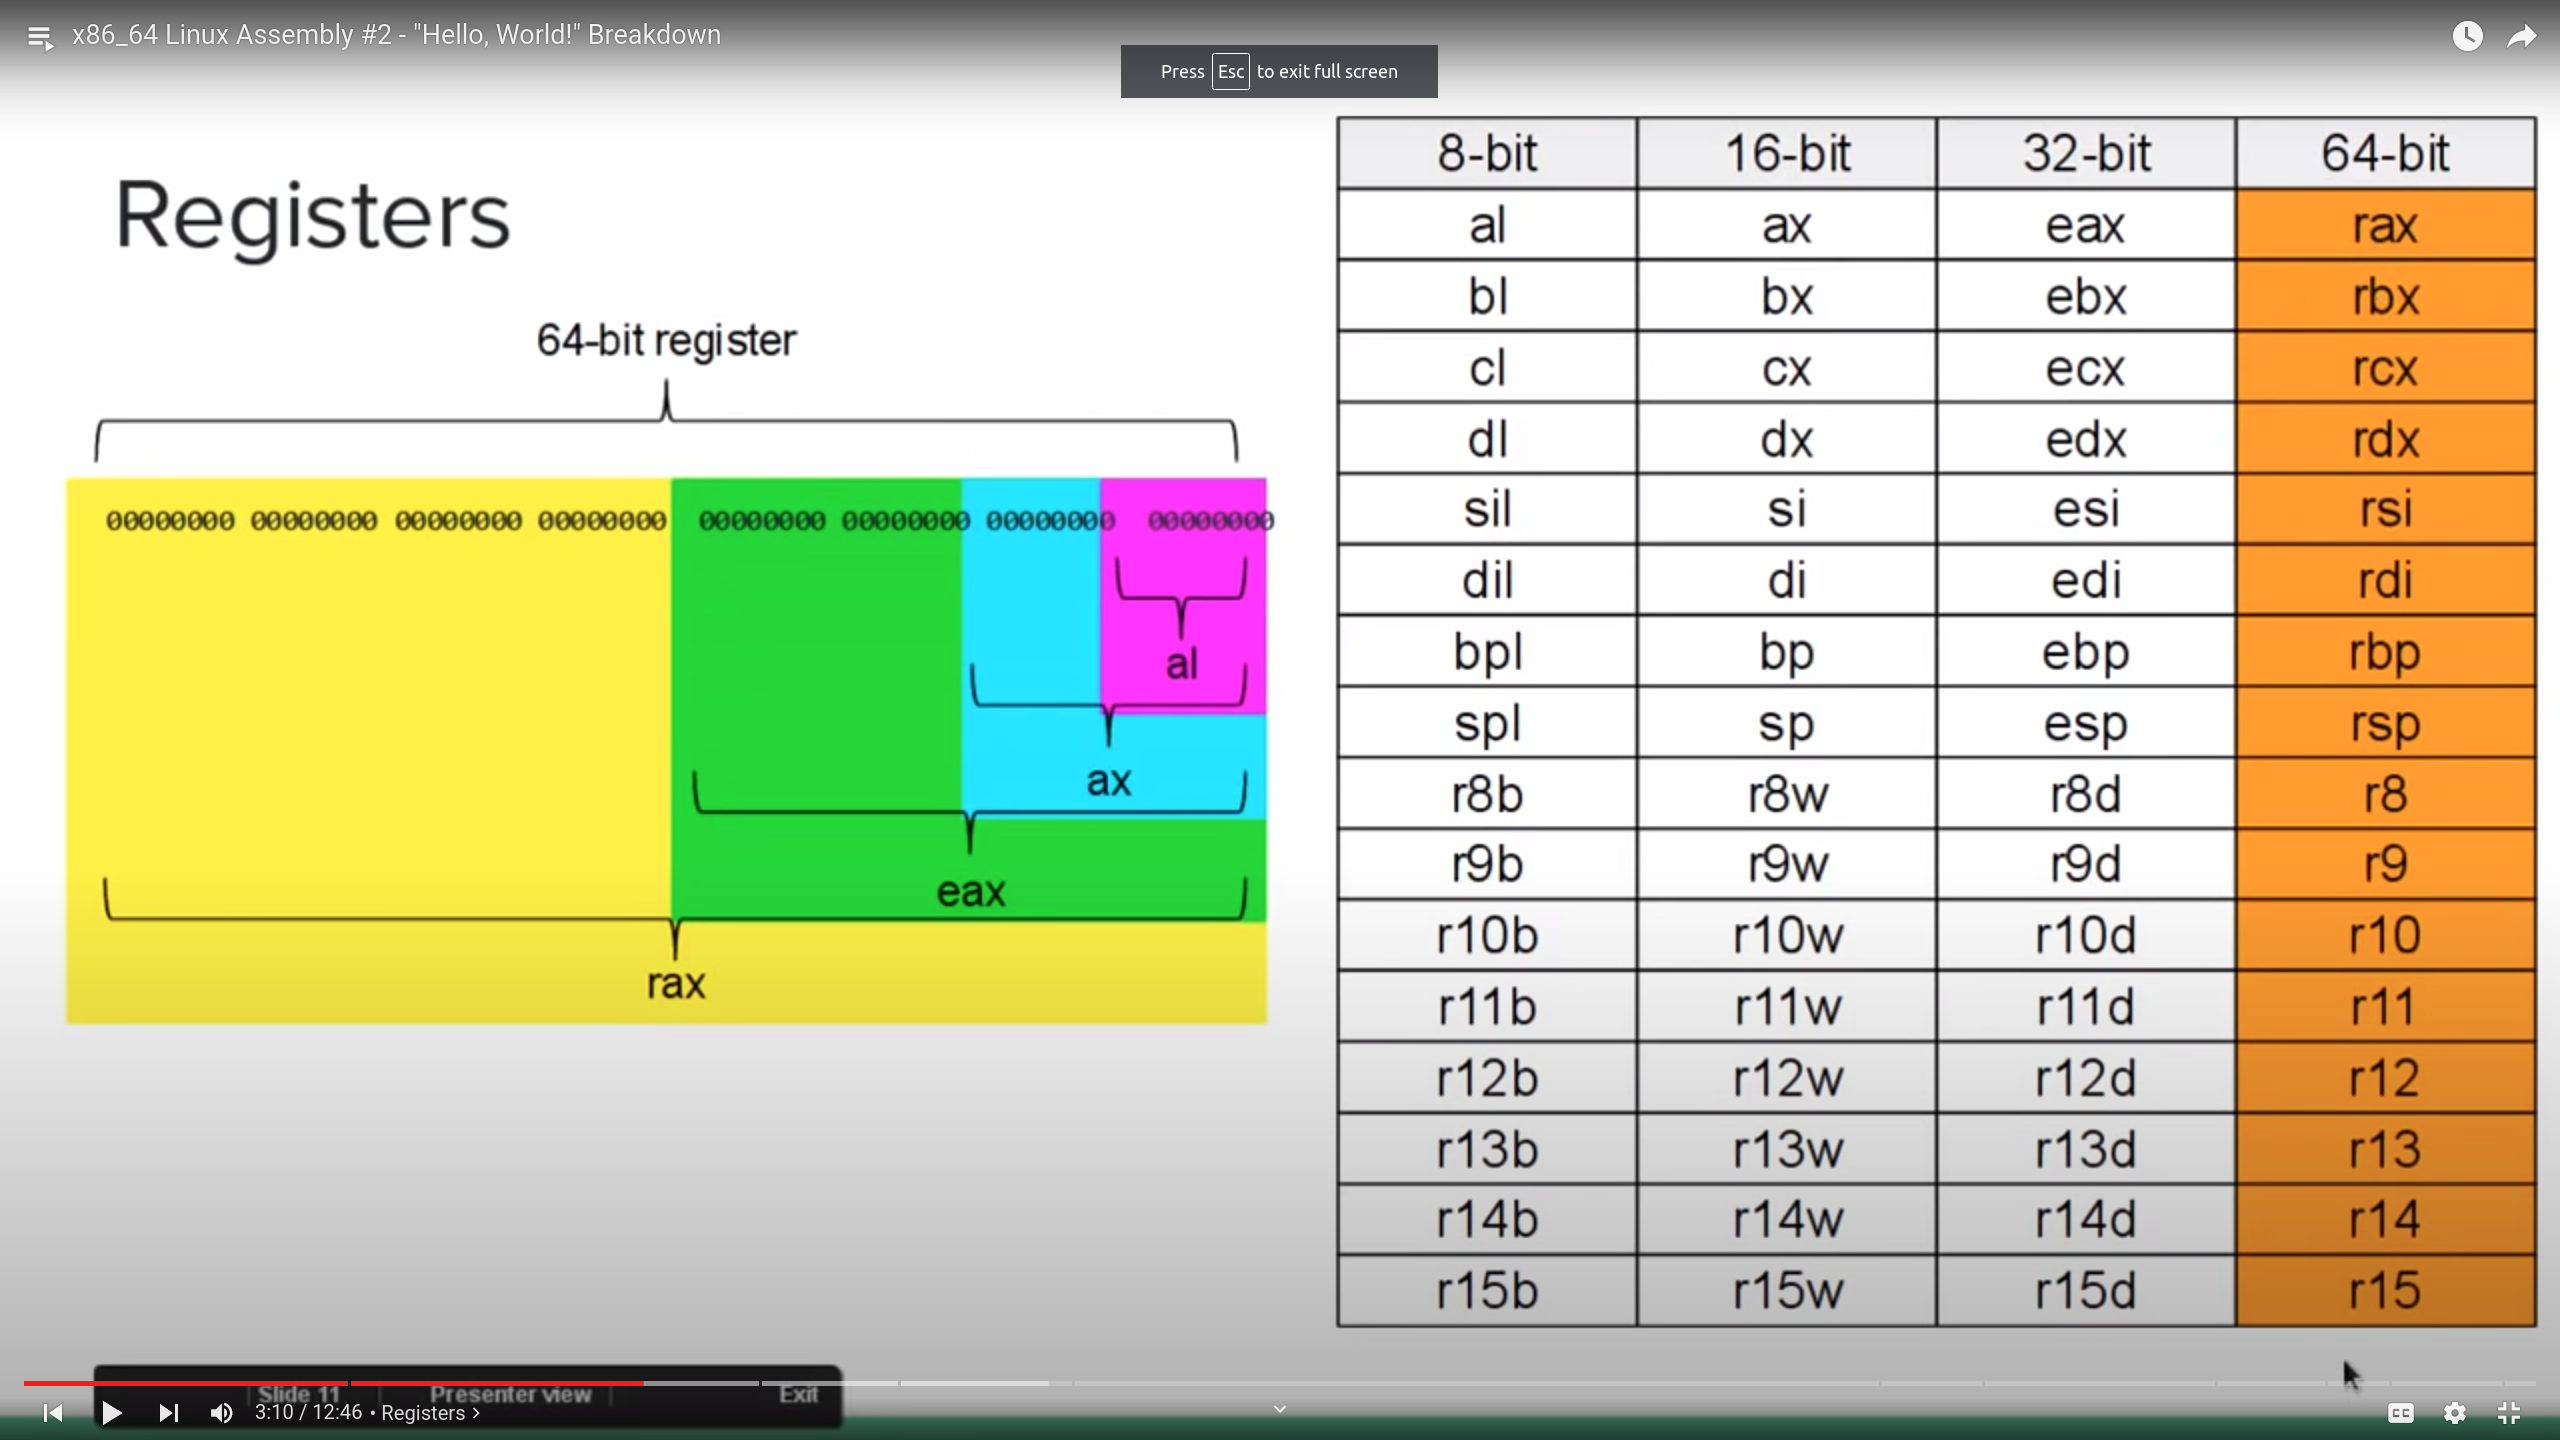 x86_64 Linux Assembly #2 - "Hello, World!" Breakdown
Press Esc to exit full screen
Registers
64-bit register
00000000 00000000 00000000 00000000 00000000 00000000 00000000 00000000
al
ax
eax
rax
8-bit 16-bit 32-bit 64-bit
al ax eax rax
bl bx ebx rbx
cl cx ecx rcx
dl dx edx rdx
sil si esi rsi
dil di edi rdi
bpl bp ebp rbp
spl sp esp rsp
r8b r8w r8d r8
r9b r9w r9d r9
r10b r10w r10d r10
r11b r11w r11d r11
r12b r12w r12d r12
r13b r13w r13d r13
r14b r14w r14d r14
r15b r15w r15d r15
Slide 11 Presenter view Exit
3:10 / 12:46 • Registers
CC